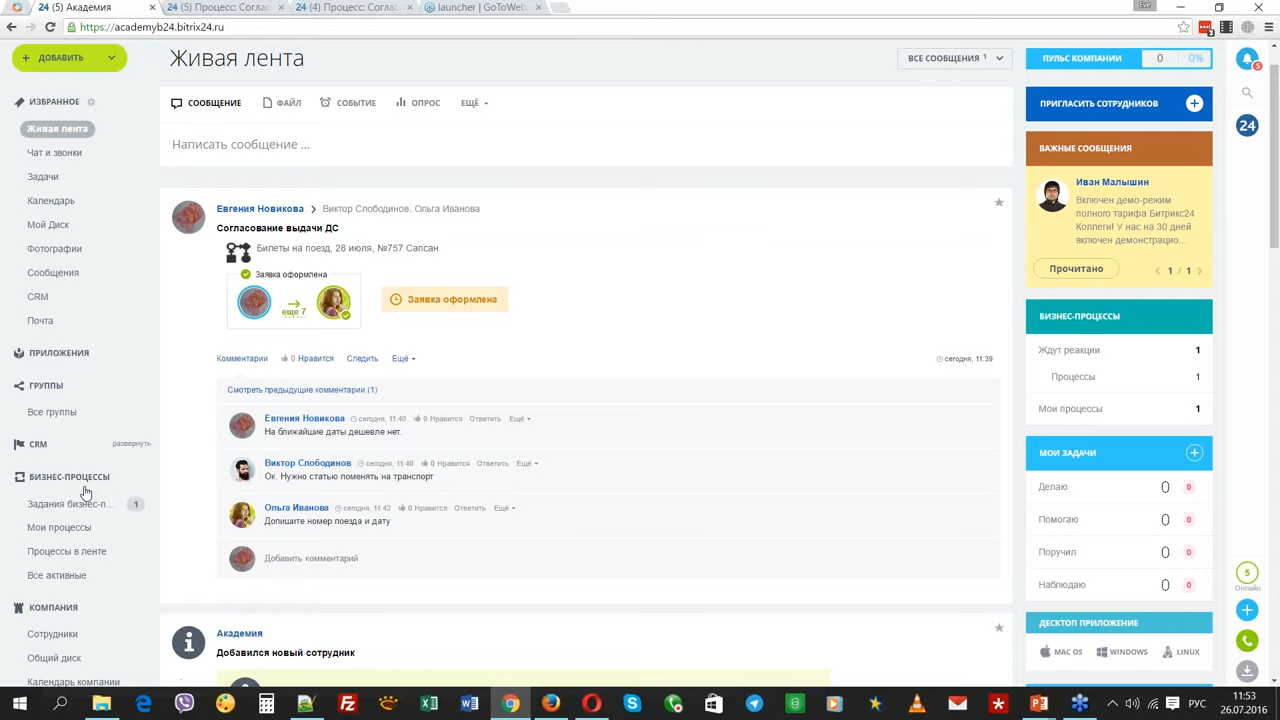 (5) Академия
(5) Процесс: Соглас
(4) Процесс: Соглас
launcher | GoToWeb
Eve
https://academyb24.bitrix24.ru
+ ДОБАВИТЬ
ИЗБРАННОЕ
Живая лента
Чат и звонки
Задачи
Календарь
Мой Диск
Фотографии
Сообщения
CRM
Почта
ПРИЛОЖЕНИЯ
ГРУППЫ
Все группы
CRM
развернуть
БИЗНЕС-ПРОЦЕССЫ
Задания бизнес-п... 1
Мои процессы
Процессы в ленте
Все активные
КОМПАНИЯ
Сотрудники
Общий диск
Календарь компании
Живая лента
ВСЕ СООБЩЕНИЯ 1
СООБЩЕНИЕ ФАЙЛ СОБЫТИЕ ОПРОС ЕЩЁ
Написать сообщение ...
Евгения Новикова > Виктор Слободинов, Ольга Иванова
Согласование выдачи ДС
Билеты на поезд, 28 июля, №757 Сапсан
Заявка оформлена
еще 7
Заявка оформлена
Комментарии 0 Нравится Следить Ещё
сегодня, 11:39
Смотреть предыдущие комментарии (1)
Евгения Новикова сегодня, 11:40 0 Нравится Ответить Ещё
На ближайшие даты дешевле нет.
Виктор Слободинов сегодня, 11:40 0 Нравится Ответить Ещё
Ок. Нужно статью поменять на транспорт
Ольга Иванова сегодня, 11:42 0 Нравится Ответить Ещё
Допишите номер поезда и дату
Добавить комментарий
Академия
Добавился новый сотрудник
ПУЛЬС КОМПАНИИ 0 0%
ПРИГЛАСИТЬ СОТРУДНИКОВ
ВАЖНЫЕ СООБЩЕНИЯ
Иван Малышин
Включен демо-режим
полного тарифа Битрикс24
Коллеги! У нас на 30 дней
включен демонстрацио...
Прочитано
1 / 1
БИЗНЕС-ПРОЦЕССЫ
Ждут реакции 1
Процессы 1
Мои процессы 1
МОИ ЗАДАЧИ
Делаю 0 0
Помогаю 0 0
Поручил 0 0
Наблюдаю 0 0
ДЕСКТОП ПРИЛОЖЕНИЕ
MAC OS WINDOWS LINUX
5
24
5
Онлайн
РУС
11:53
26.07.2016